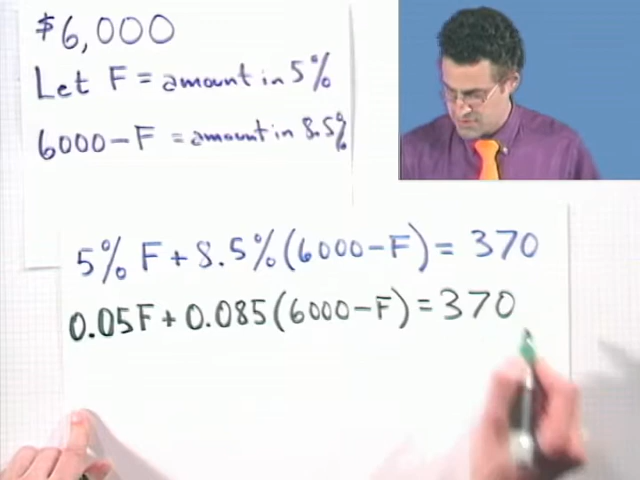 $6,000
Let F = amount in 5%
6000 - F = amount in 8.5%
5% F + 8.5% (6000 - F) = 370
0.05F + 0.085 (6000 - F) = 370